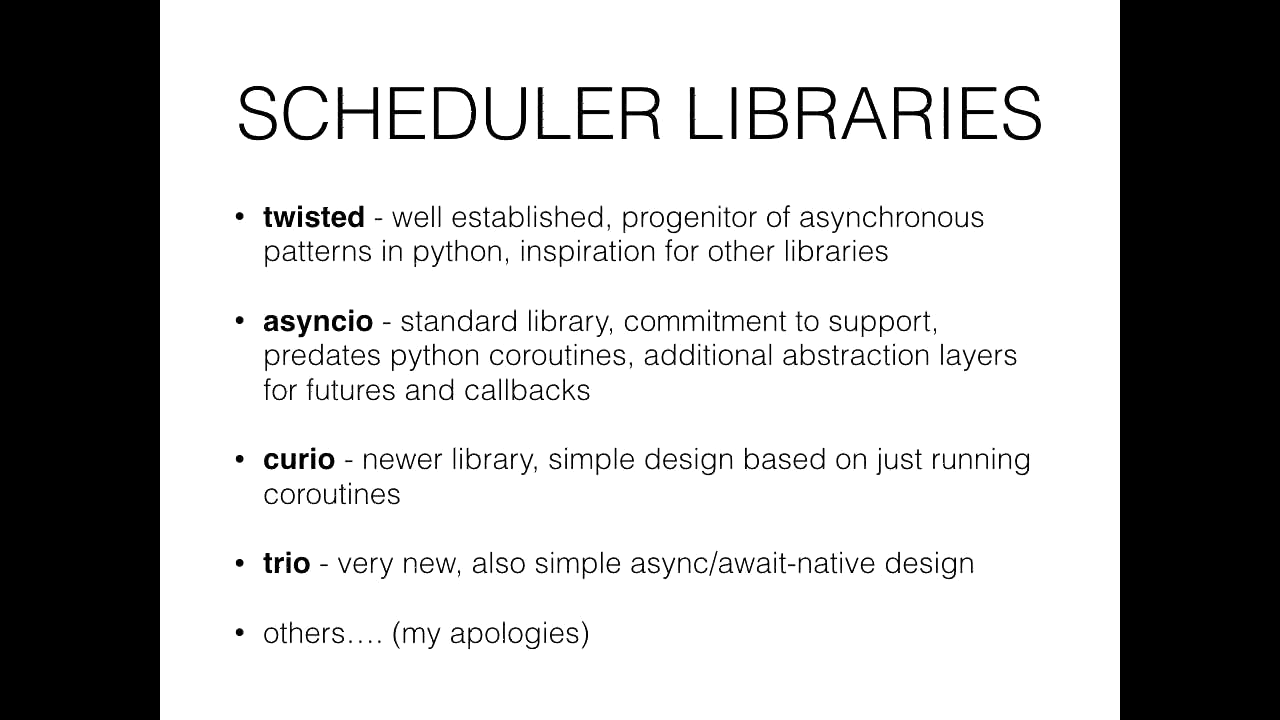 SCHEDULER LIBRARIES
• twisted - well established, progenitor of asynchronous
patterns in python, inspiration for other libraries
• asyncio - standard library, commitment to support,
predates python coroutines, additional abstraction layers
for futures and callbacks
• curio - newer library, simple design based on just running
coroutines
• trio - very new, also simple async/await-native design
• others…. (my apologies)